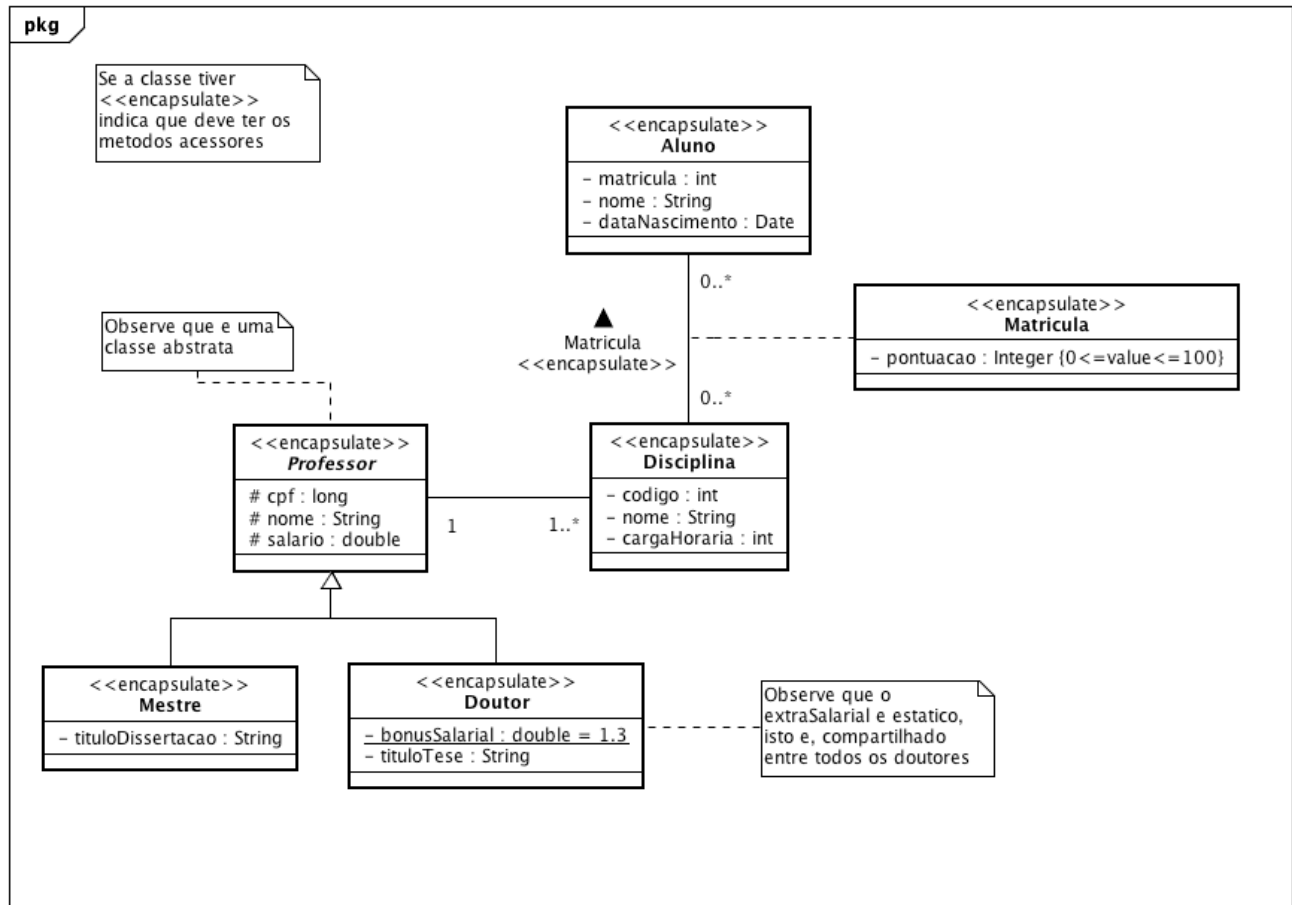 pkg
Se a classe tiver
<<encapsulate>>
indica que deve ter os
metodos acessores
<<encapsulate>>
Aluno
- matricula : int
- nome : String
- dataNascimento : Date
0..*
Matricula
<<encapsulate>>
0..*
<<encapsulate>>
Matricula
- pontuacao : Integer {0<=value<=100}
Observe que e uma
classe abstrata
<<encapsulate>>
Professor
# cpf : long
# nome : String
# salario : double
1
1..*
<<encapsulate>>
Disciplina
- codigo : int
- nome : String
- cargaHoraria : int
<<encapsulate>>
Mestre
- tituloDissertacao : String
<<encapsulate>>
Doutor
- bonusSalarial : double = 1.3
- tituloTese : String
Observe que o
extraSalarial e estatico,
isto e, compartilhado
entre todos os doutores